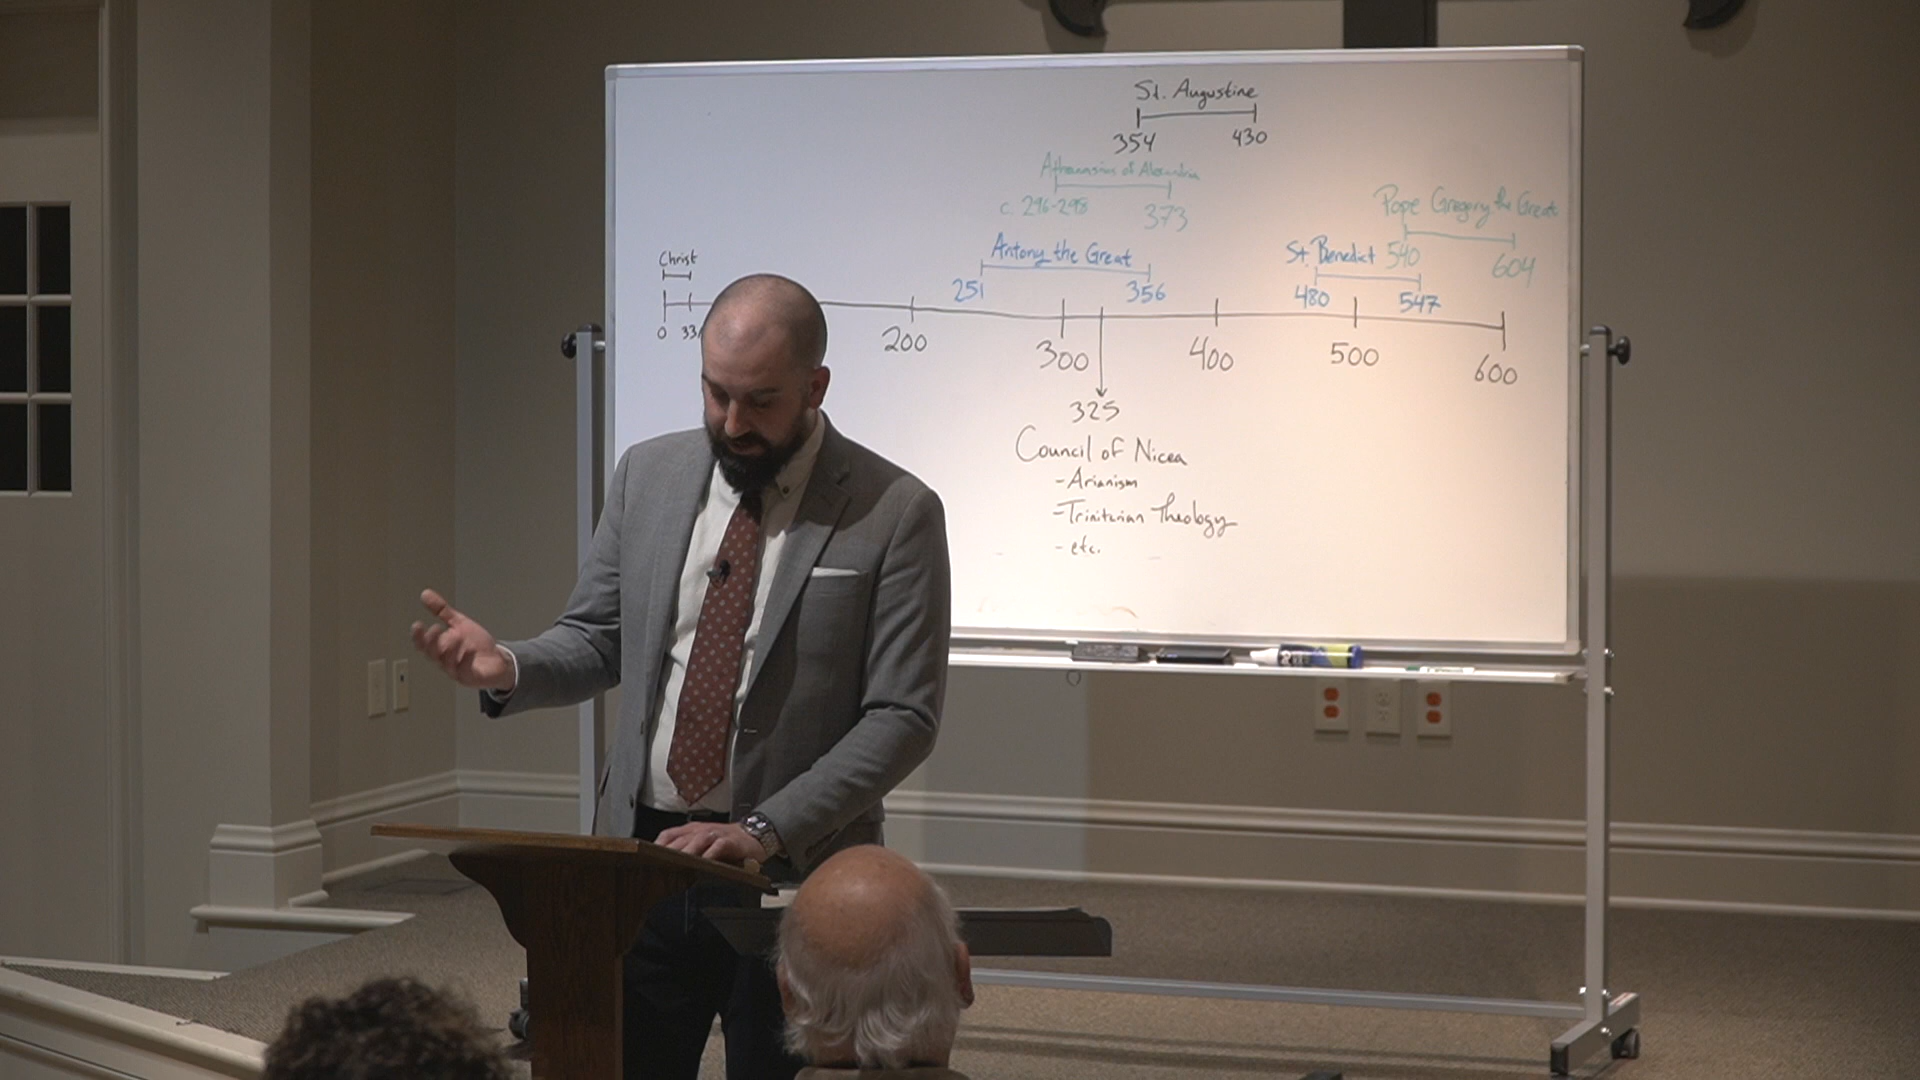 St. Augustine
354 430
Athanasius of Alexandria
c. 296-298 373
Pope Gregory the Great
540 604
Christ
Antony the Great
251 356
St. Benedict
480 547
0 33 200 300 400 500 600
325
Council of Nicea
- Arianism
- Trinitarian Theology
- etc.